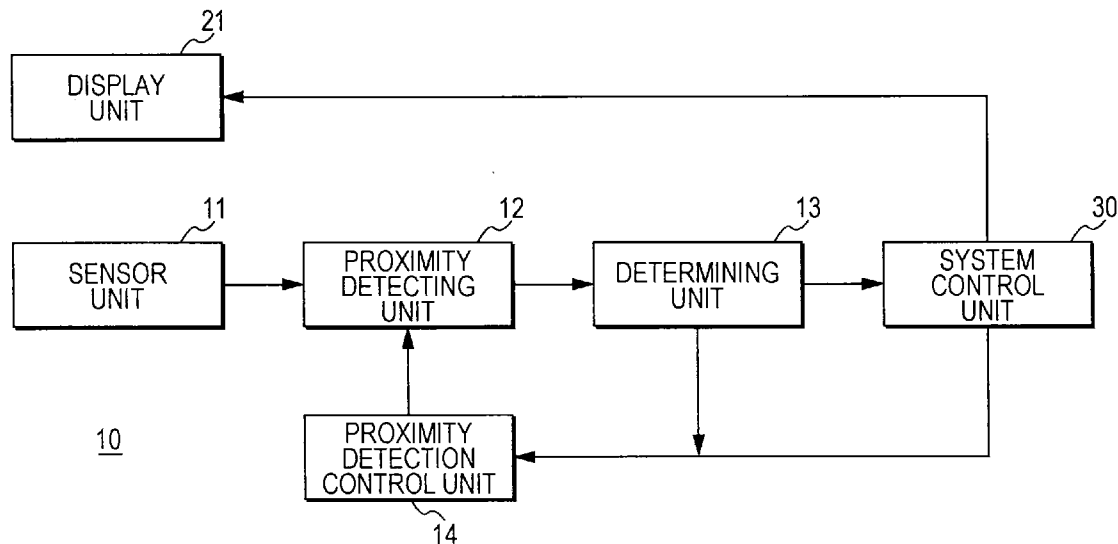 21
DISPLAY
UNIT
11
SENSOR
UNIT
12
PROXIMITY
DETECTING
UNIT
13
DETERMINING
UNIT
30
SYSTEM
CONTROL
UNIT
10
PROXIMITY
DETECTION
CONTROL UNIT
14